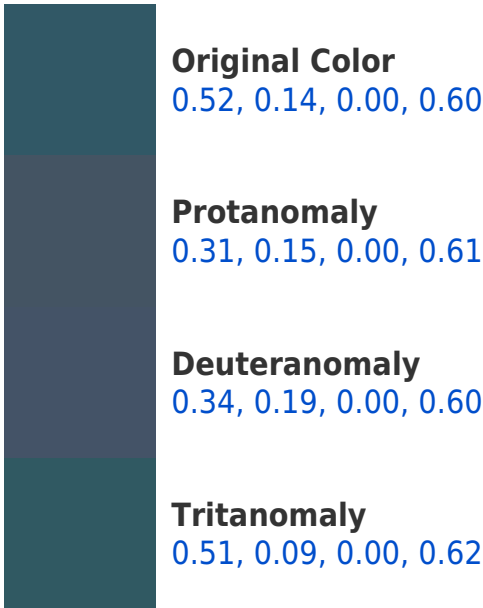 Original Color
0.52, 0.14, 0.00, 0.60
Protanomaly
0.31, 0.15, 0.00, 0.61
Deuteranomaly
0.34, 0.19, 0.00, 0.60
Tritanomaly
0.51, 0.09, 0.00, 0.62